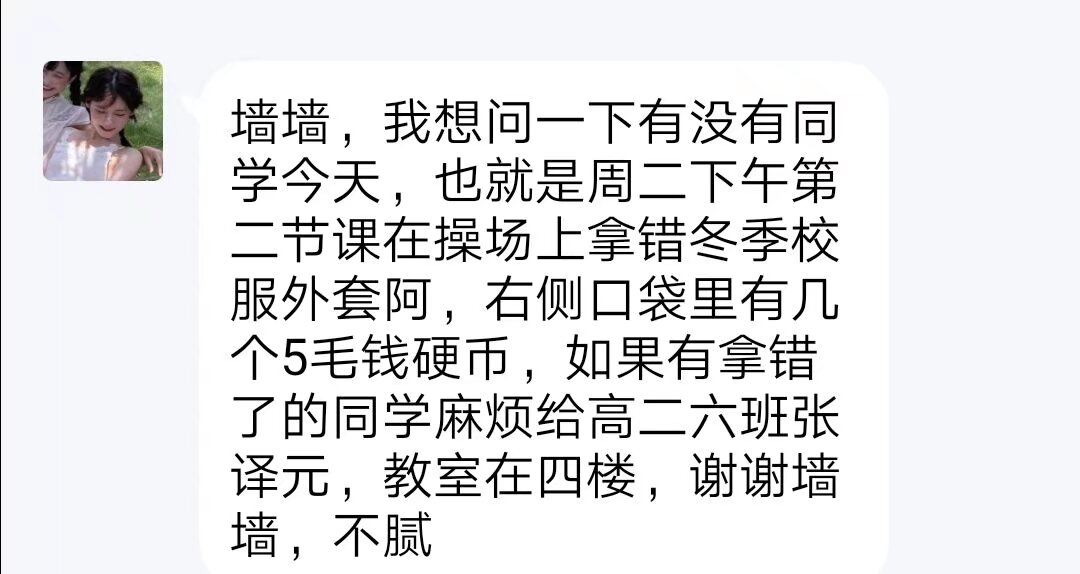 墙墙，我想问一下有没有同
学今天，也就是周二下午第
二节课在操场上拿错冬季校
服外套阿，右侧口袋里有几
个5毛钱硬币，如果有拿错
了的同学麻烦给高二六班张
译元，教室在四楼，谢谢墙
墙，不腻